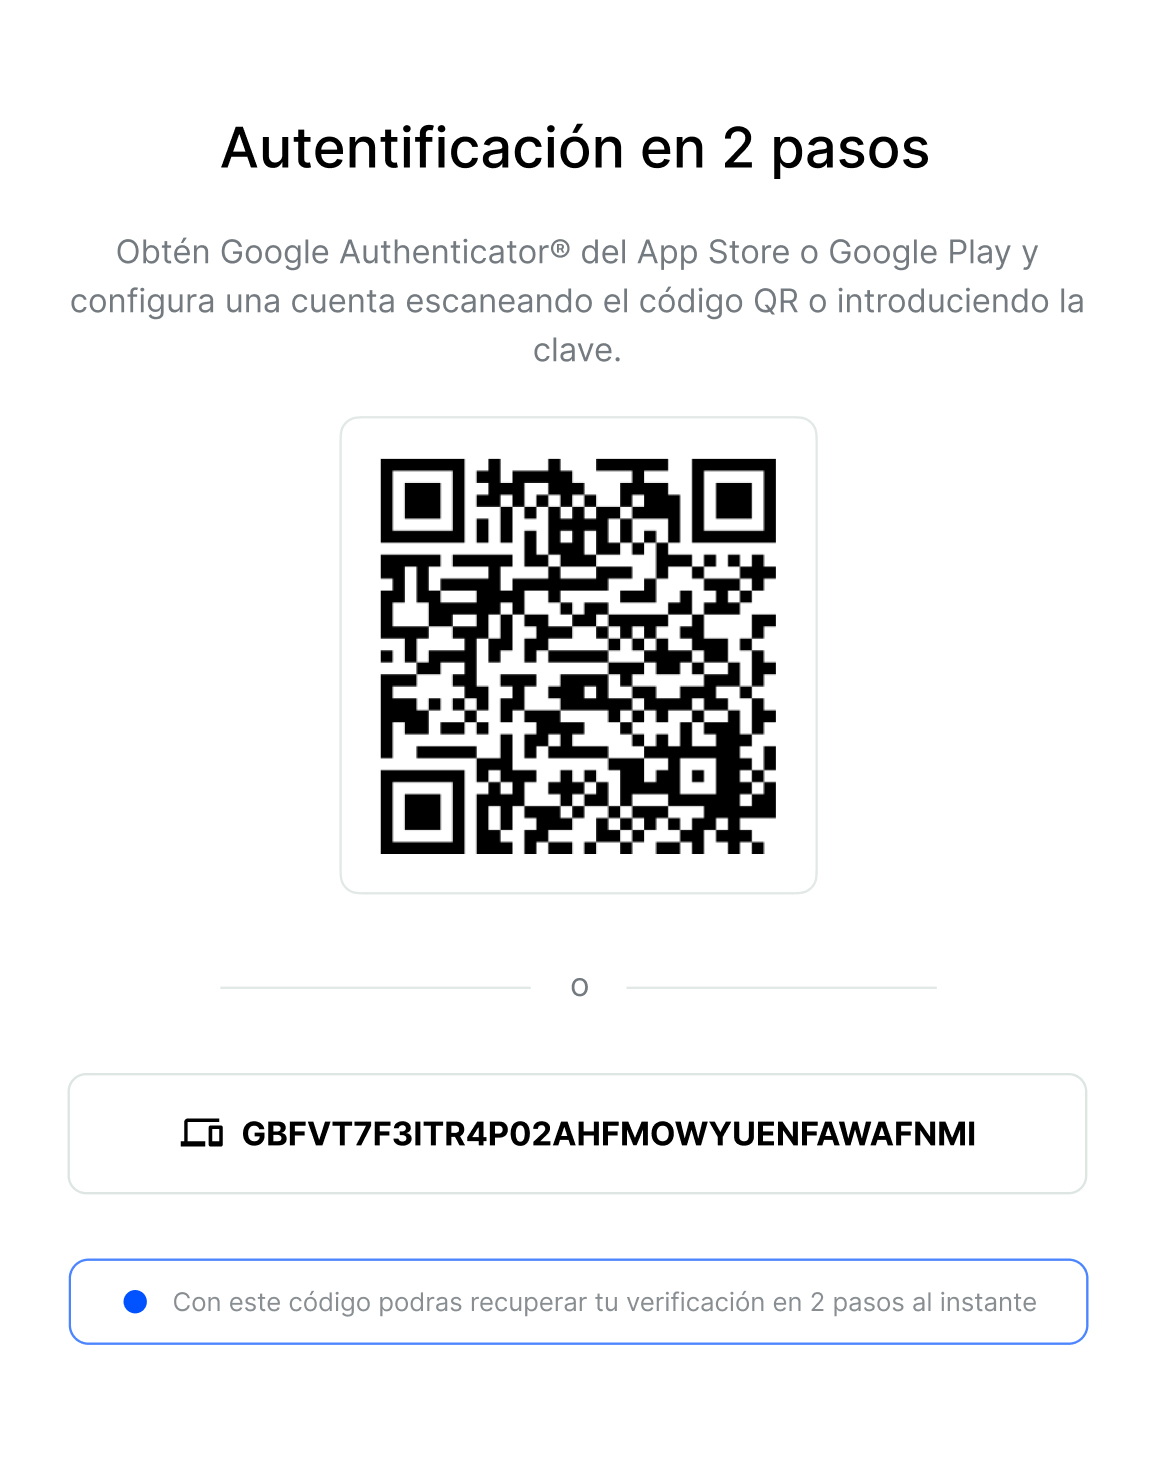 Autentificación en 2 pasos
Obtén Google Authenticator® del App Store o Google Play y
configura una cuenta escaneando el código QR o introduciendo la
clave.
O
GBFVT7F3ITR4P02AHFMOWYUENFAWAFNMI
Con este código podras recuperar tu verificación en 2 pasos al instante